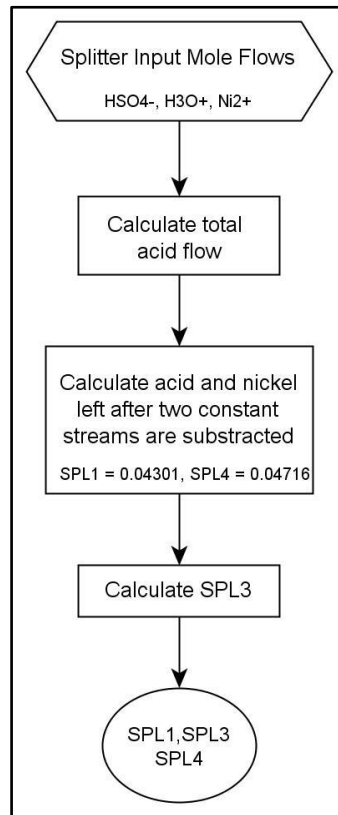 Splitter Input Mole Flows
HSO4-, H3O+, Ni2+
Calculate total
acid flow
Calculate acid and nickel
left after two constant
streams are substracted
SPL1 = 0.04301, SPL4 = 0.04716
Calculate SPL3
SPL1,SPL3
SPL4